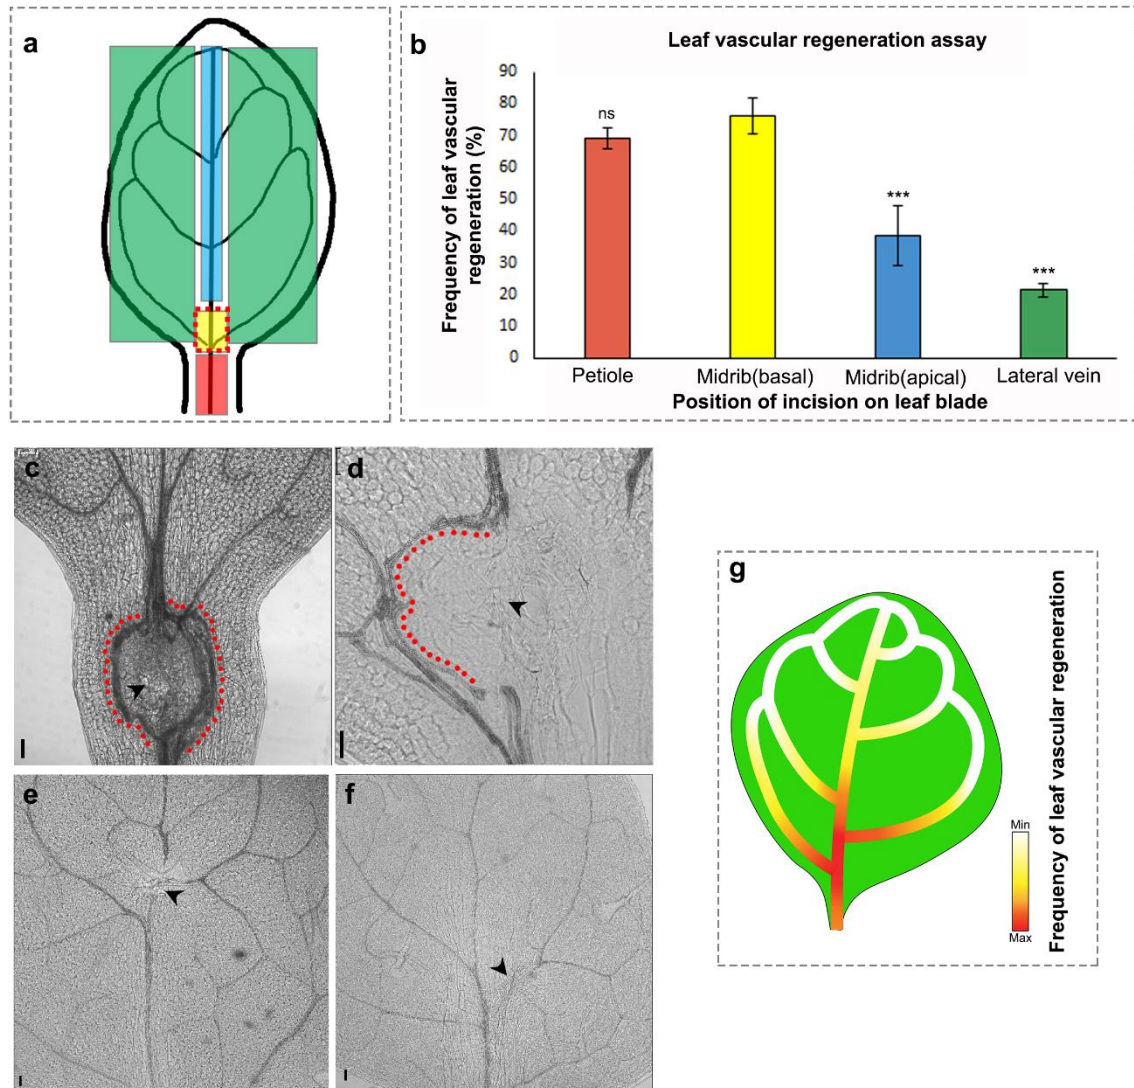 a
b
Leaf vascular regeneration assay
Frequency of leaf vascular
regeneration (%)
90
80
70
60
50
40
30
20
10
0
ns
***
***
Petiole
Midrib(basal)
Midrib(apical)
Lateral vein
Position of incision on leaf blade
c
d
e
f
g
Min
Max
Frequency of leaf vascular regeneration